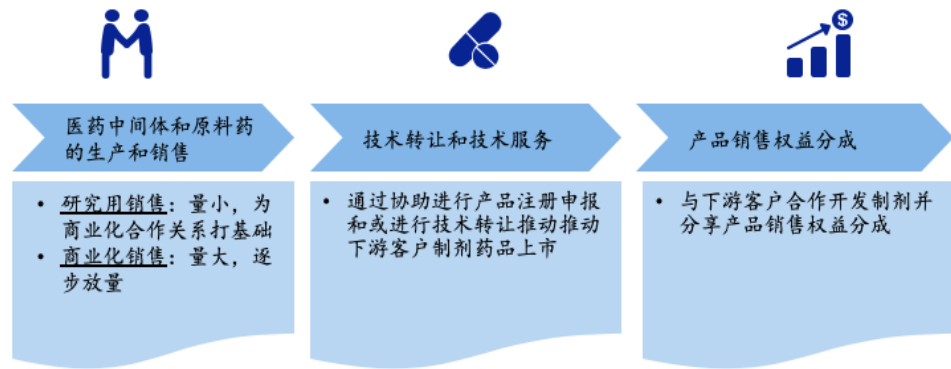 $
医药中间体和原料药
的生产和销售
技术转让和技术服务
产品销售权益分成
• 研究用销售：量小，为
商业化合作关系打基础
• 商业化销售：量大，逐
步放量
• 通过协助进行产品注册申报
和或进行技术转让推动推动
下游客户制剂药品上市
• 与下游客户合作开发制剂并
分享产品销售权益分成